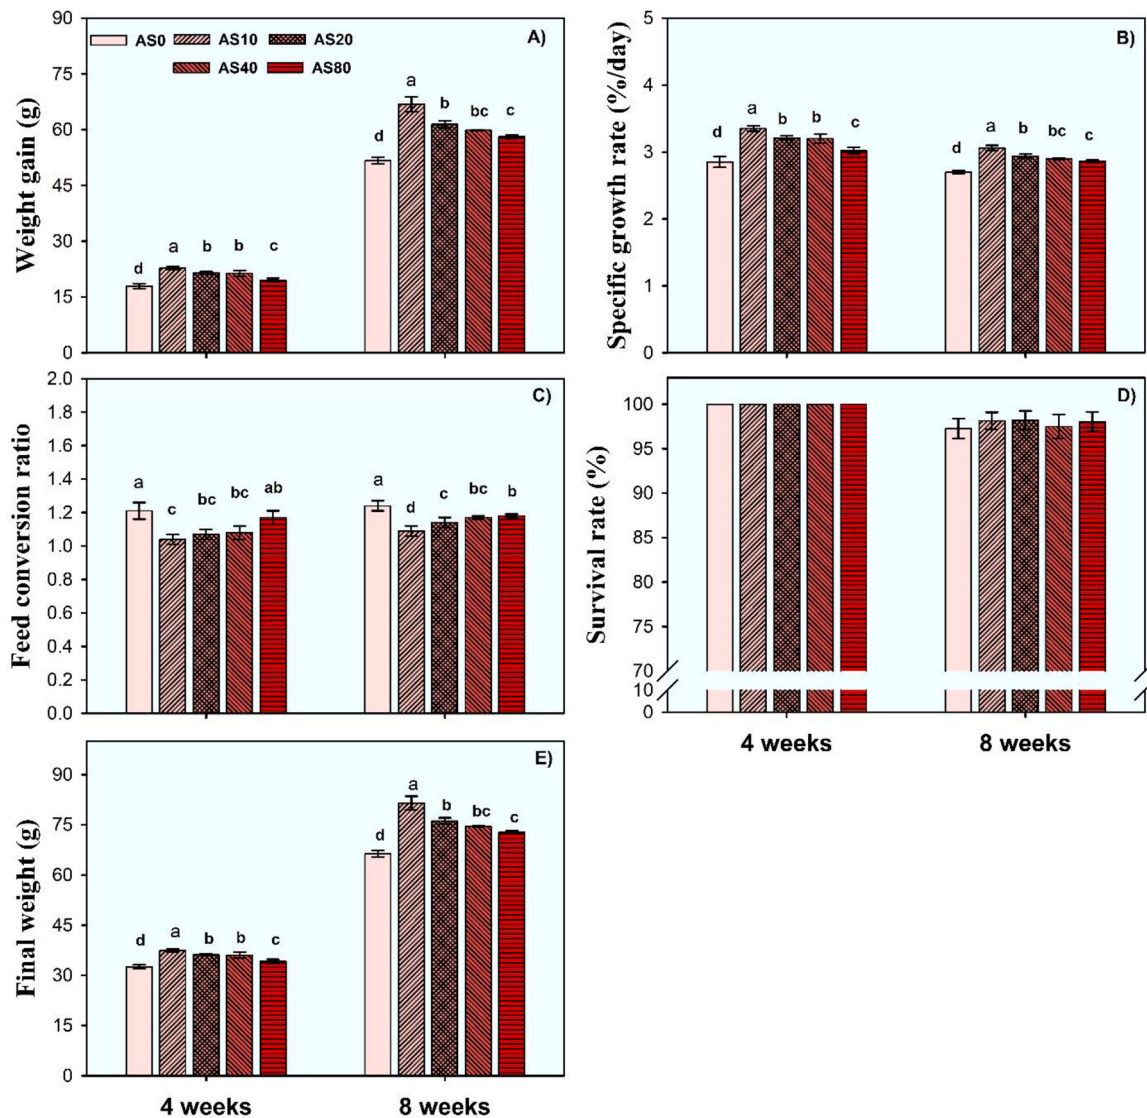 A)
AS0 AS10 AS20
AS40 AS80
Weight gain (g)
90
75
60
45
30
15
0
d a b b c
d a b bc c
B)
Specific growth rate (%/day)
5
4
3
2
1
0
d a b b c
d a b bc c
C)
Feed conversion ratio
2.0
1.8
1.6
1.4
1.2
1.0
0.8
0.6
0.4
0.2
0.0
a c bc bc ab
a d c bc b
D)
Survival rate (%)
100
95
90
85
80
75
70
10
0
4 weeks 8 weeks
E)
Final weight (g)
90
75
60
45
30
15
0
d a b b c
d a b bc c
4 weeks 8 weeks